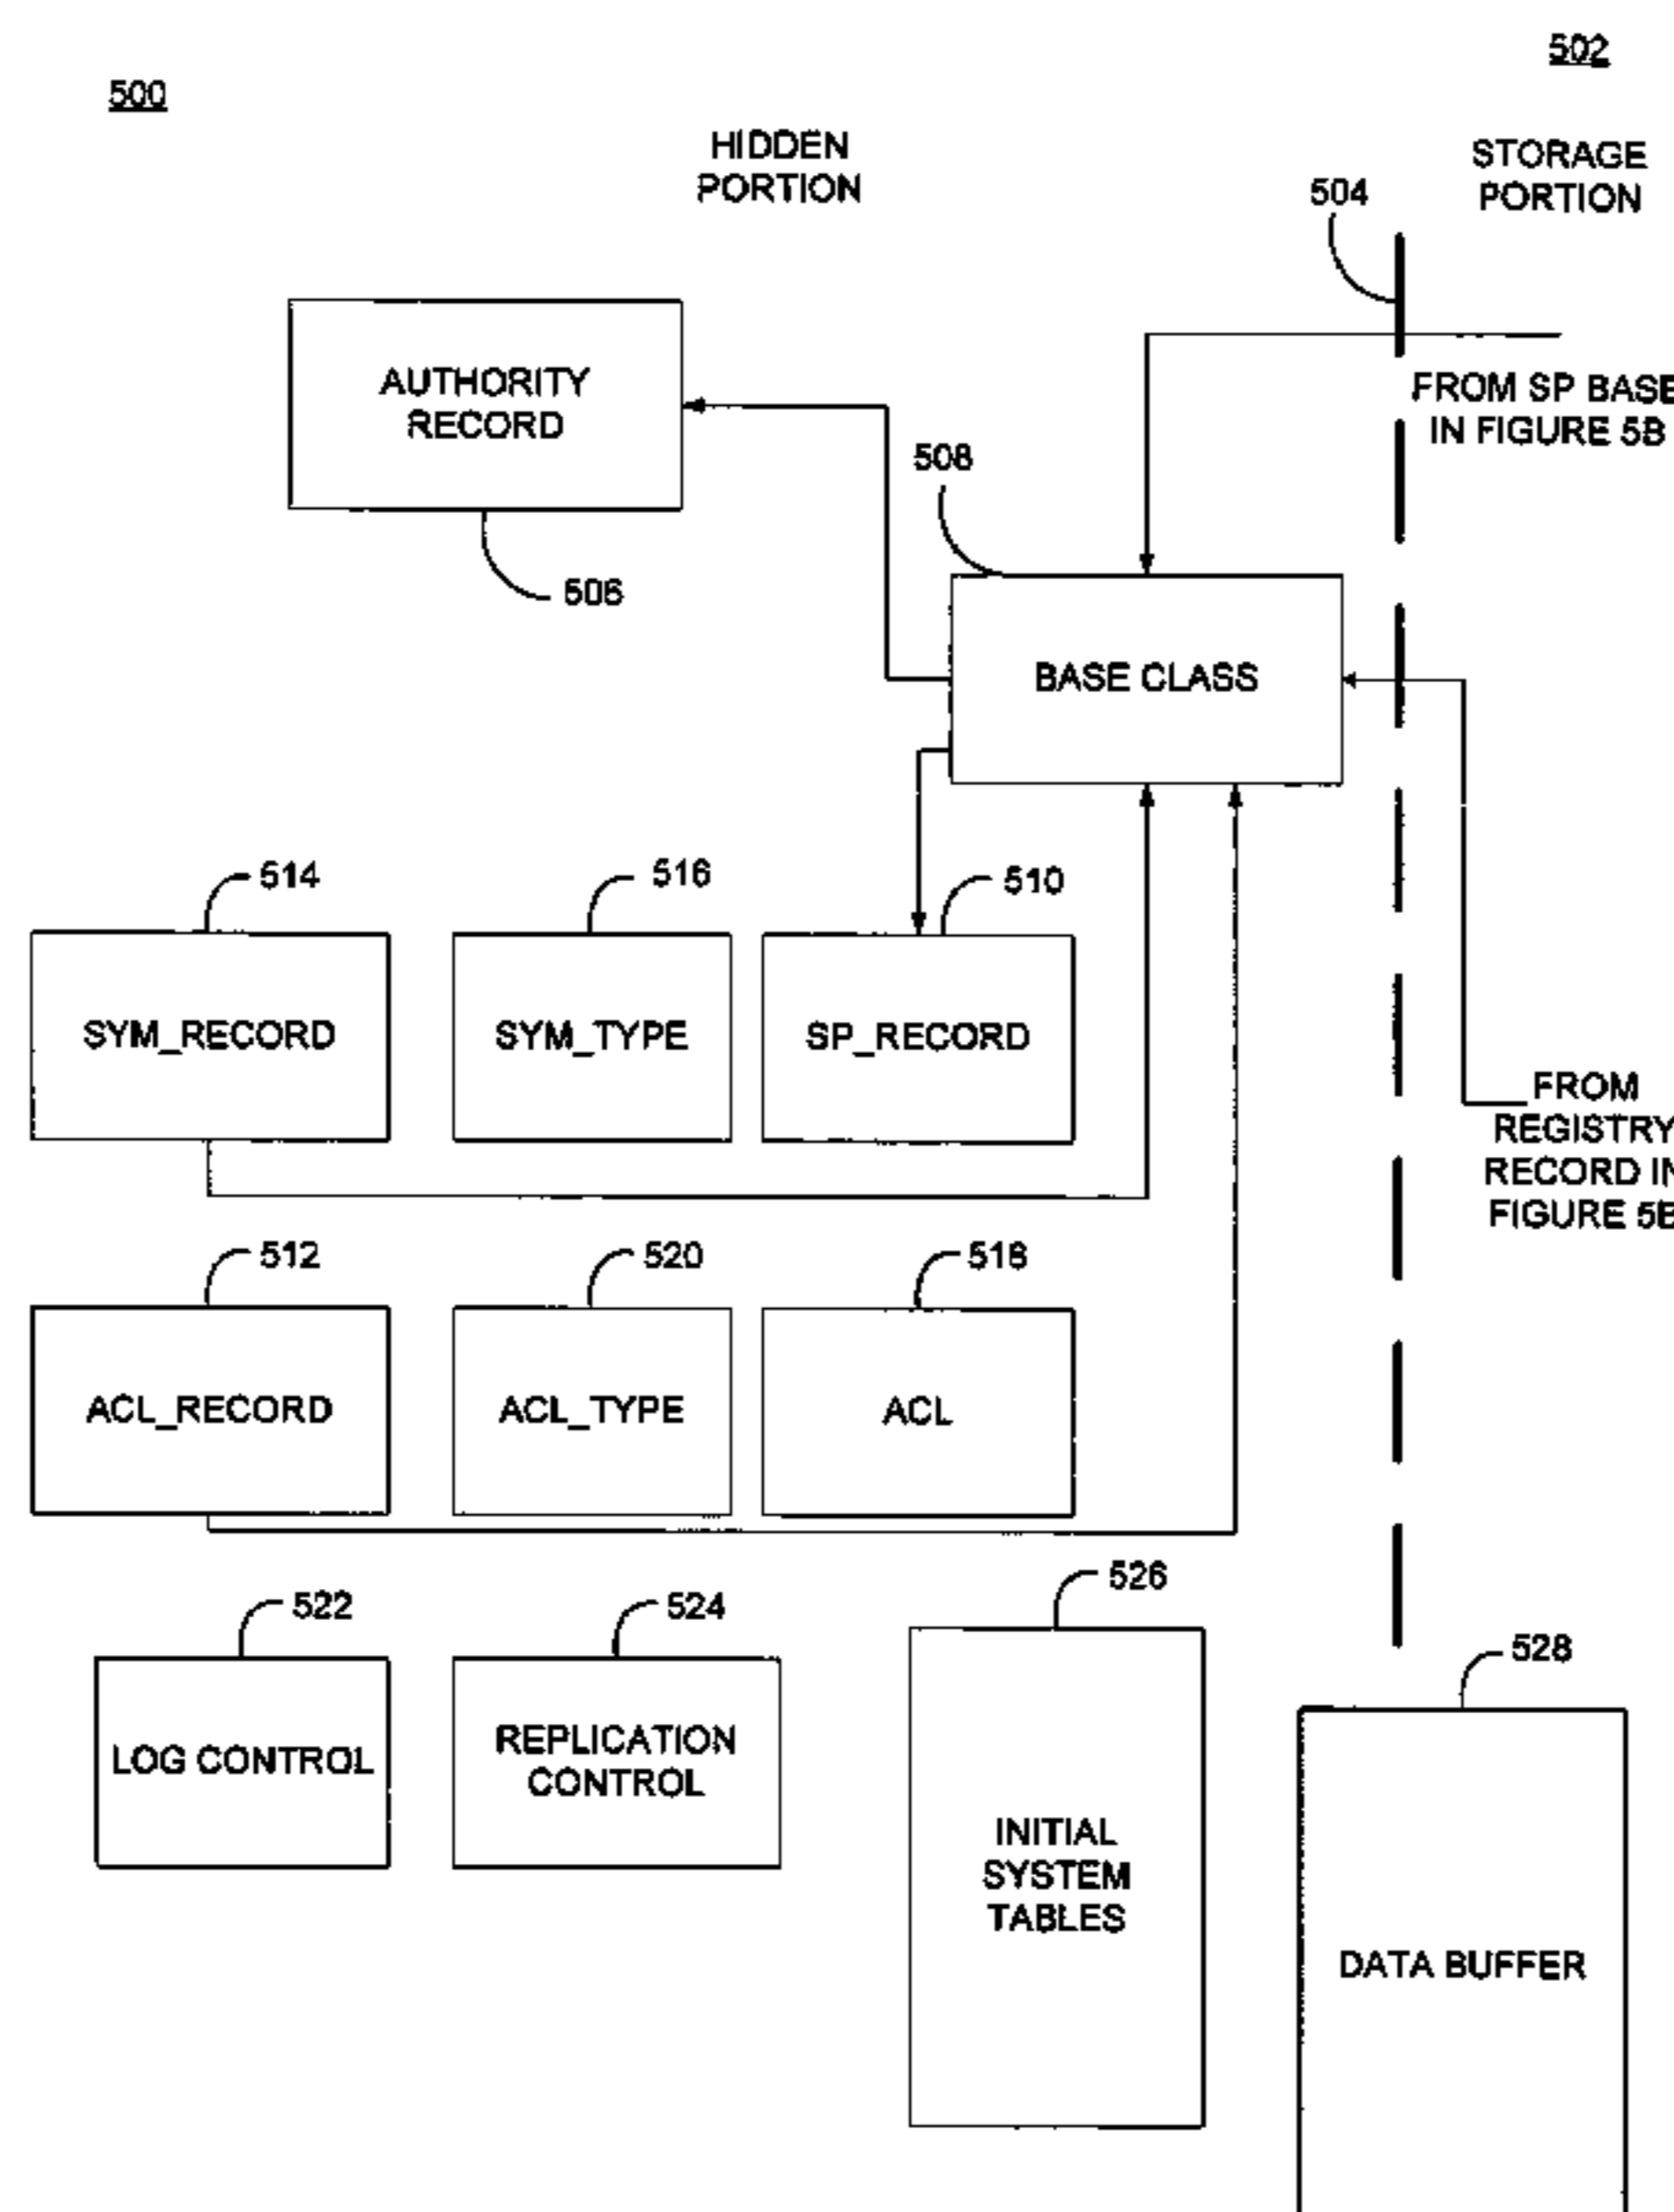 502
500
HIDDEN
PORTION
STORAGE
PORTION
504
AUTHORITY
RECORD
FROM SP BASE
IN FIGURE 5B
508
506
BASE CLASS
514
516
510
SYM_RECORD
SYM_TYPE
SP_RECORD
FROM
REGISTRY
RECORD IN
FIGURE 5B
512
520
518
ACL_RECORD
ACL_TYPE
ACL
526
522
524
528
LOG CONTROL
REPLICATION
CONTROL
INITIAL
SYSTEM
TABLES
DATA BUFFER